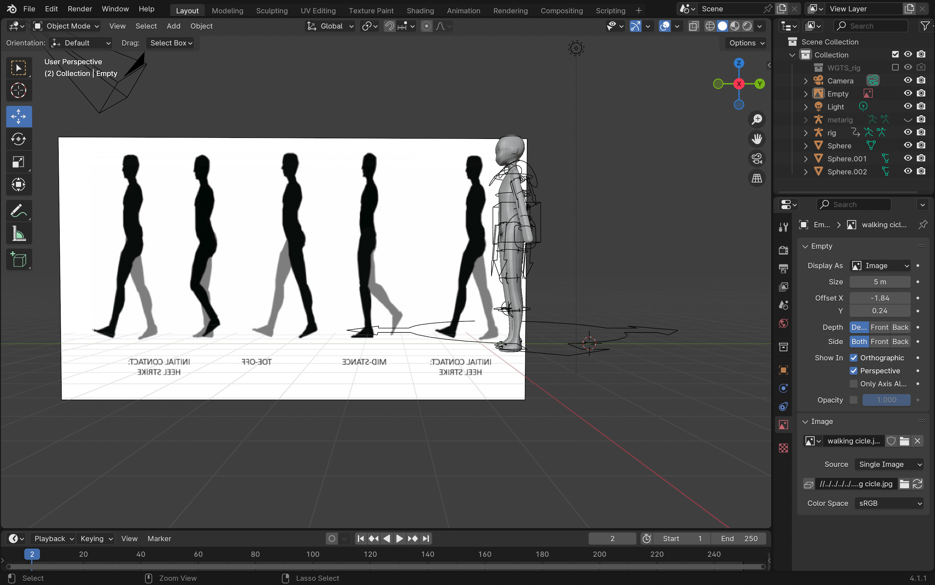 File Edit Render Window Help Layout Modeling Sculpting UV Editing Texture Paint Shading Animation Rendering Compositing Scripting + Scene View Layer
Object Mode View Select Add Object Global Search
Orientation: Default Drag: Select Box Options
User Perspective
(2) Collection | Empty
Z
X
Y
INITIAL CONTACT:
HEEL STRIKE
TOE-OFF
MID-STANCE
INITIAL CONTACT:
HEEL STRIKE
Scene Collection
Collection
WGTS_rig
Camera
Empty
Light
metarig
rig
Sphere
Sphere.001
Sphere.002
Search
Em... > walking cicl...
Empty
Display As Image
Size 5 m
Offset X -1.84
Y 0.24
Depth De... Front Back
Side Both Front Back
Show In Orthographic
Perspective
Only Axis Al...
Opacity 1.000
Image
walking cicle.j...
Source Single Image
//../../../../....g cicle.jpg
Color Space sRGB
Playback Keying View Marker 2 Start 1 End 250
2 20 40 60 80 100 120 140 160 180 200 220 240
Select Zoom View Lasso Select 4.1.1